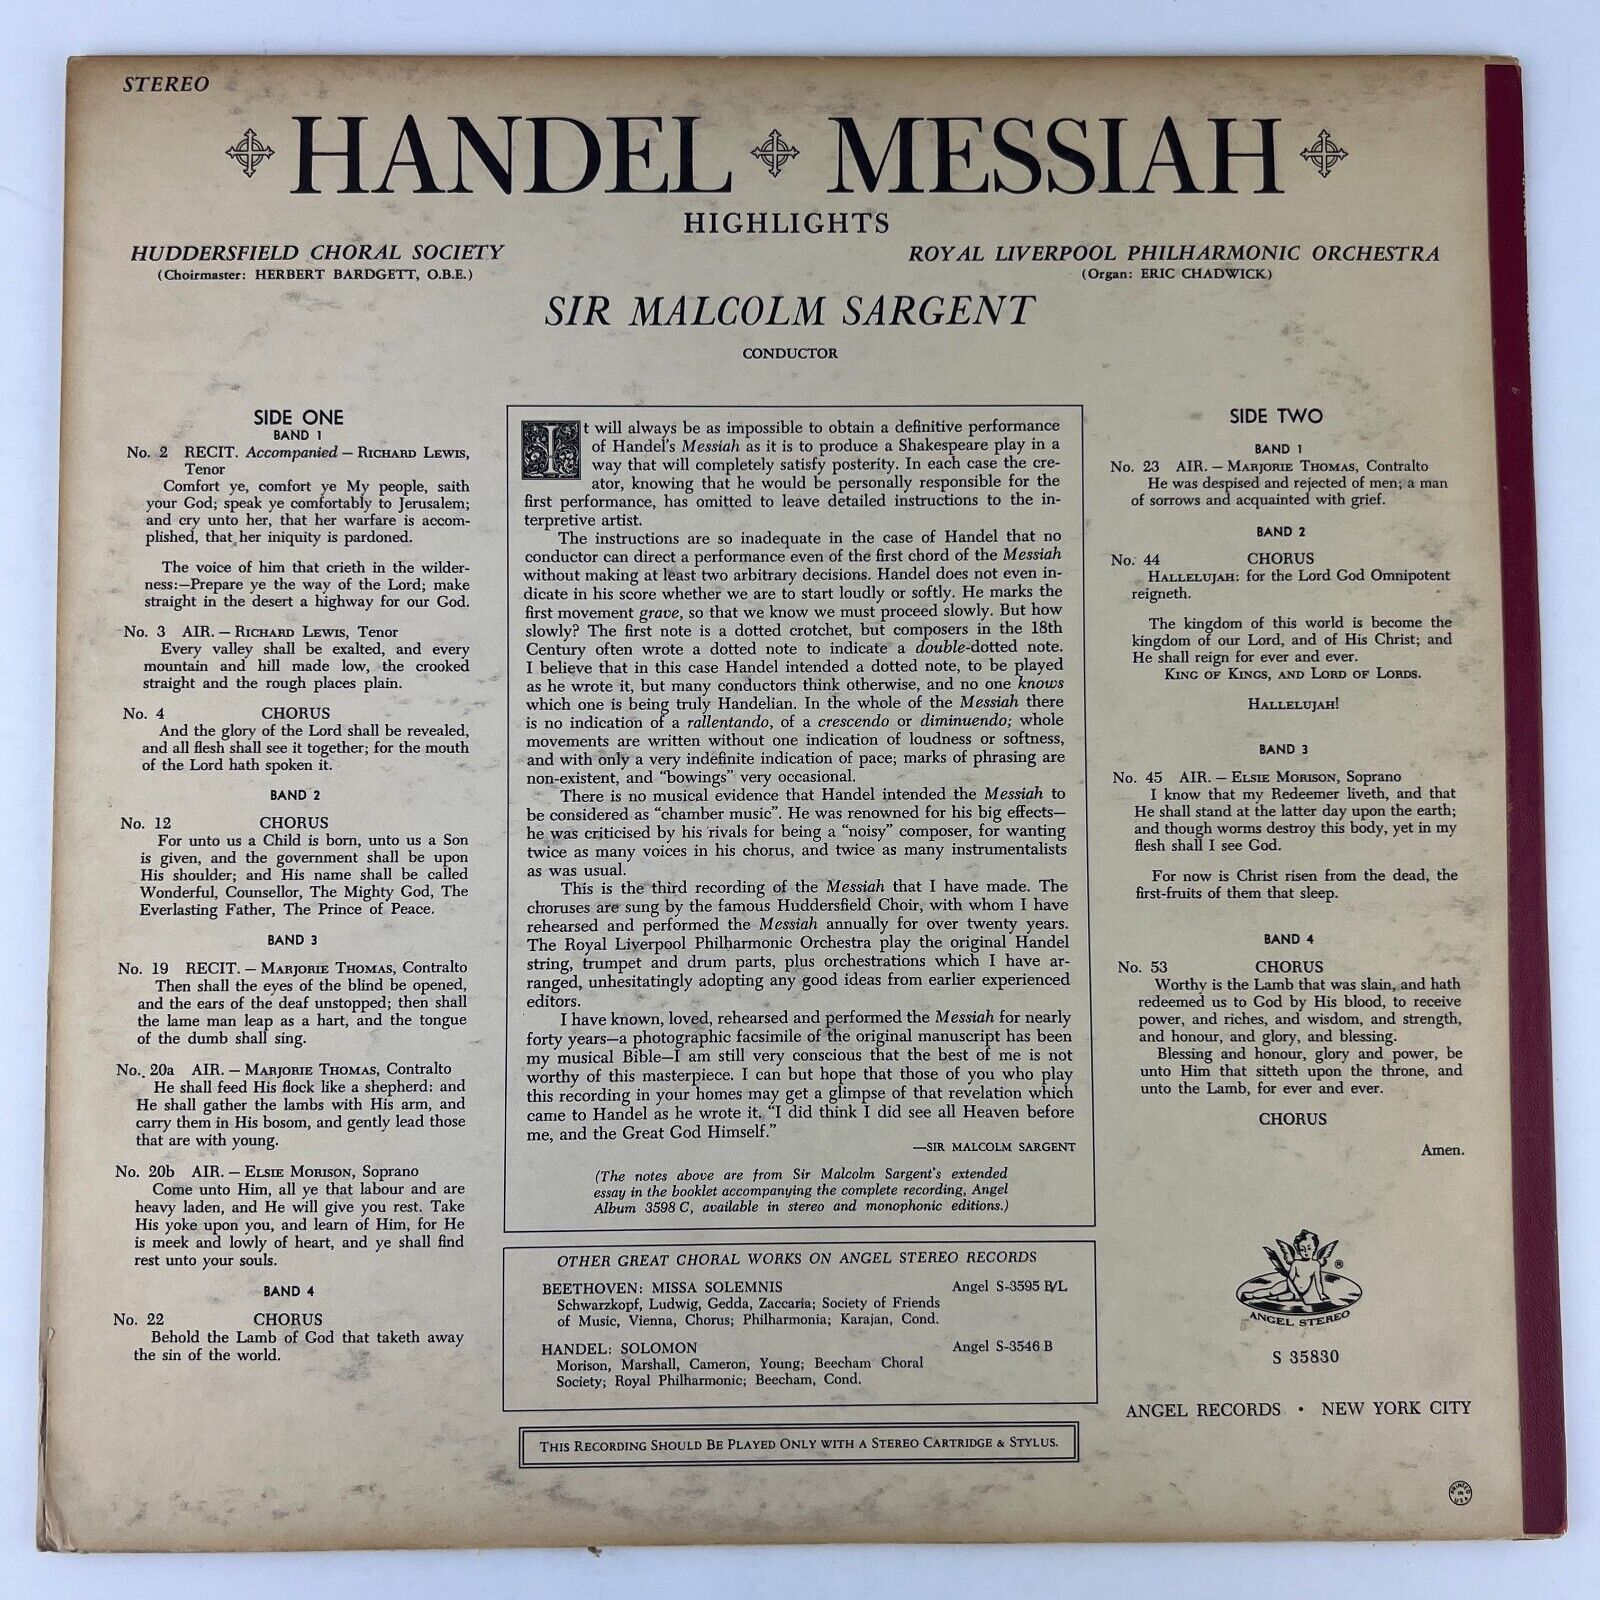 STEREO
HANDEL MESSIAH
HIGHLIGHTS
HUDDERSFIELD CHORAL SOCIETY
(Choirmaster: HERBERT BARDGETT, O.B.E.)
ROYAL LIVERPOOL PHILHARMONIC ORCHESTRA
(Organ: ERIC CHADWICK)
SIR MALCOLM SARGENT
CONDUCTOR
SIDE ONE
BAND 1
No. 2 RECIT. Accompanied – RICHARD LEWIS,
Tenor
Comfort ye, comfort ye My people, saith
your God; speak ye comfortably to Jerusalem;
and cry unto her, that her warfare is accom-
plished, that her iniquity is pardoned.
The voice of him that crieth in the wilder-
ness:–Prepare ye the way of the Lord; make
straight in the desert a highway for our God.
No. 3 AIR. – RICHARD LEWIS, Tenor
Every valley shall be exalted, and every
mountain and hill made low, the crooked
straight and the rough places plain.
No. 4 CHORUS
And the glory of the Lord shall be revealed,
and all flesh shall see it together; for the mouth
of the Lord hath spoken it.
BAND 2
No. 12 CHORUS
For unto us a Child is born, unto us a Son
is given, and the government shall be upon
His shoulder; and His name shall be called
Wonderful, Counsellor, The Mighty God, The
Everlasting Father, The Prince of Peace.
BAND 3
No. 19 RECIT. – MARJORIE THOMAS, Contralto
Then shall the eyes of the blind be opened,
and the ears of the deaf unstopped; then shall
the lame man leap as a hart, and the tongue
of the dumb shall sing.
No. 20a AIR. – MARJORIE THOMAS, Contralto
He shall feed His flock like a shepherd: and
He shall gather the lambs with His arm, and
carry them in His bosom, and gently lead those
that are with young.
No. 20b AIR. – ELSIE MORISON, Soprano
Come unto Him, all ye that labour and are
heavy laden, and He will give you rest. Take
His yoke upon you, and learn of Him, for He
is meek and lowly of heart, and ye shall find
rest unto your souls.
BAND 4
No. 22 CHORUS
Behold the Lamb of God that taketh away
the sin of the world.
It will always be as impossible to obtain a definitive performance
of Handel's Messiah as it is to produce a Shakespeare play in a
way that will completely satisfy posterity. In each case the cre-
ator, knowing that he would be personally responsible for the
first performance, has omitted to leave detailed instructions to the in-
terpretive artist.
The instructions are so inadequate in the case of Handel that no
conductor can direct a performance even of the first chord of the Messiah
without making at least two arbitrary decisions. Handel does not even in-
dicate in his score whether we are to start loudly or softly. He marks the
first movement grave, so that we know we must proceed slowly. But how
slowly? The first note is a dotted crotchet, but composers in the 18th
Century often wrote a dotted note to indicate a double-dotted note.
I believe that in this case Handel intended a dotted note, to be played
as he wrote it, but many conductors think otherwise, and no one knows
which one is being truly Handelian. In the whole of the Messiah there
is no indication of a rallentando, of a crescendo or diminuendo; whole
movements are written without one indication of loudness or softness,
and with only a very indefinite indication of pace; marks of phrasing are
non-existent, and "bowings" very occasional.
There is no musical evidence that Handel intended the Messiah to
be considered as "chamber music". He was renowned for his big effects—
he was criticised by his rivals for being a "noisy" composer, for wanting
twice as many voices in his chorus, and twice as many instrumentalists
as was usual.
This is the third recording of the Messiah that I have made. The
choruses are sung by the famous Huddersfield Choir, with whom I have
rehearsed and performed the Messiah annually for over twenty years.
The Royal Liverpool Philharmonic Orchestra play the original Handel
string, trumpet and drum parts, plus orchestrations which I have ar-
ranged, unhesitatingly adopting any good ideas from earlier experienced
editors.
I have known, loved, rehearsed and performed the Messiah for nearly
forty years—a photographic facsimile of the original manuscript has been
my musical Bible—I am still very conscious that the best of me is not
worthy of this masterpiece. I can but hope that those of you who play
this recording in your homes may get a glimpse of that revelation which
came to Handel as he wrote it. "I did think I did see all Heaven before
me, and the Great God Himself."
—SIR MALCOLM SARGENT
(The notes above are from Sir Malcolm Sargent's extended
essay in the booklet accompanying the complete recording, Angel
Album 3598 C, available in stereo and monophonic editions.)
OTHER GREAT CHORAL WORKS ON ANGEL STEREO RECORDS
BEETHOVEN: MISSA SOLEMNIS Angel S-3595 B/L
Schwarzkopf, Ludwig, Gedda, Zaccaria; Society of Friends
of Music, Vienna, Chorus; Philharmonia; Karajan, Cond.
HANDEL: SOLOMON Angel S-3546 B
Morison, Marshall, Cameron, Young; Beecham Choral
Society; Royal Philharmonic; Beecham, Cond.
THIS RECORDING SHOULD BE PLAYED ONLY WITH A STEREO CARTRIDGE & STYLUS.
SIDE TWO
BAND 1
No. 23 AIR. – MARJORIE THOMAS, Contralto
He was despised and rejected of men; a man
of sorrows and acquainted with grief.
BAND 2
No. 44 CHORUS
HALLELUJAH: for the Lord God Omnipotent
reigneth.
The kingdom of this world is become the
kingdom of our Lord, and of His Christ; and
He shall reign for ever and ever.
KING OF KINGS, AND LORD OF LORDS.
HALLELUJAH!
BAND 3
No. 45 AIR. – ELSIE MORISON, Soprano
I know that my Redeemer liveth, and that
He shall stand at the latter day upon the earth;
and though worms destroy this body, yet in my
flesh shall I see God.
For now is Christ risen from the dead, the
first-fruits of them that sleep.
BAND 4
No. 53 CHORUS
Worthy is the Lamb that was slain, and hath
redeemed us to God by His blood, to receive
power, and riches, and wisdom, and strength,
and honour, and glory, and blessing.
Blessing and honour, glory and power, be
unto Him that sitteth upon the throne, and
unto the Lamb, for ever and ever.
CHORUS
Amen.
®
ANGEL STEREO
S 35830
ANGEL RECORDS • NEW YORK CITY
PRINTED IN USA